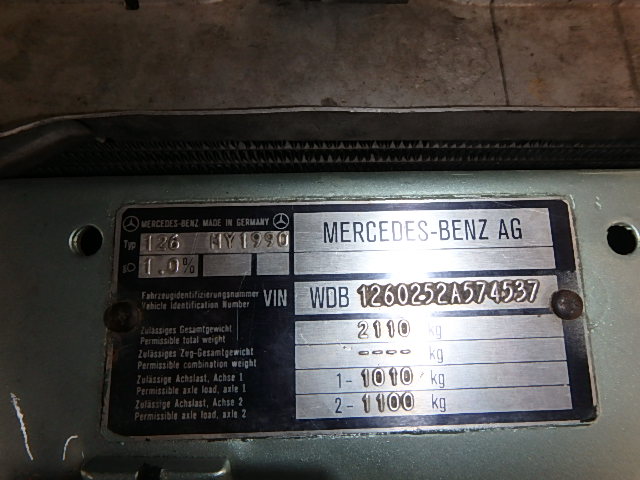 MERCEDES-BENZ MADE IN GERMANY
Typ 126 MY1990
1.0%
MERCEDES-BENZ AG
Fahrzeugidentifizierungsnummer
Vehicle Identification Number
VIN WDB 1260252A574537
Zulässiges Gesamtgewicht
Permissible total weight
2110 kg
Zulässiges Zug-Gesamtgewicht
Permissible combination weight
---- kg
Zulässige Achslast, Achse 1
Permissible axle load, axle 1
1- 1010 kg
Zulässige Achslast, Achse 2
Permissible axle load, axle 2
2- 1100 kg